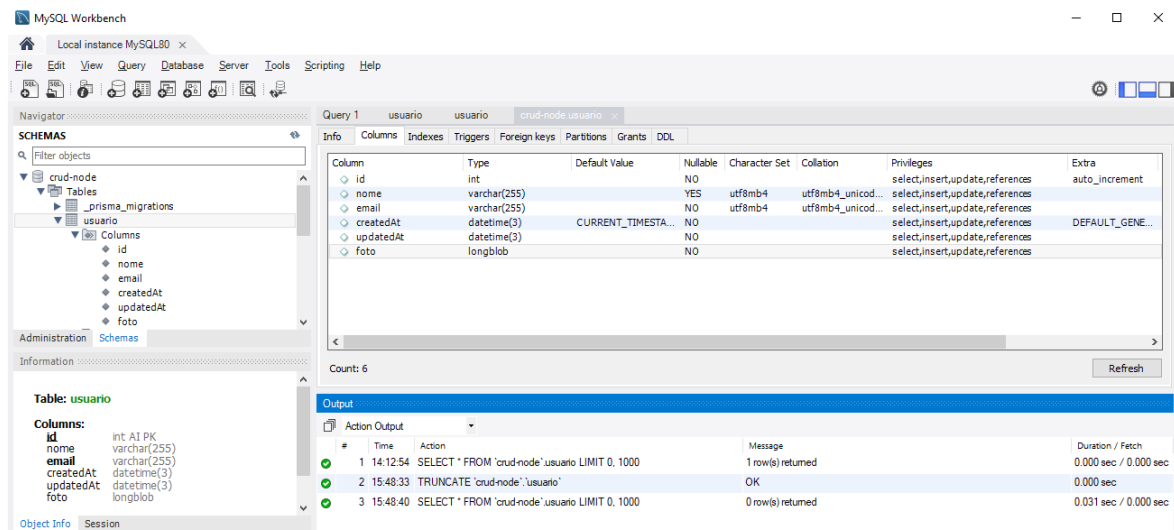 MySQL Workbench
Local instance MySQL80 ×
File Edit View Query Database Server Tools Scripting Help
Navigator
SCHEMAS
Filter objects
crud-node
Tables
_prisma_migrations
usuario
Columns
id
nome
email
createdAt
updatedAt
foto
Administration Schemas
Information
Table: usuario
Columns:
id int AI PK
nome varchar(255)
email varchar(255)
createdAt datetime(3)
updatedAt datetime(3)
foto longblob
Object Info Session
Query 1 usuario usuario crud-node.usuario ×
Info Columns Indexes Triggers Foreign keys Partitions Grants DDL
Column Type Default Value Nullable Character Set Collation Privileges Extra
id int NO select,insert,update,references auto_increment
nome varchar(255) YES utf8mb4 utf8mb4_unicod... select,insert,update,references
email varchar(255) NO utf8mb4 utf8mb4_unicod... select,insert,update,references
createdAt datetime(3) CURRENT_TIMESTA... NO select,insert,update,references DEFAULT_GENE...
updatedAt datetime(3) NO select,insert,update,references
foto longblob NO select,insert,update,references
Count: 6
Refresh
Output
Action Output
# Time Action Message Duration / Fetch
1 14:12:54 SELECT * FROM `crud-node`.usuario LIMIT 0, 1000 1 row(s) returned 0.000 sec / 0.000 sec
2 15:48:33 TRUNCATE `crud-node`.`usuario` OK 0.000 sec
3 15:48:40 SELECT * FROM `crud-node`.usuario LIMIT 0, 1000 0 row(s) returned 0.031 sec / 0.000 sec